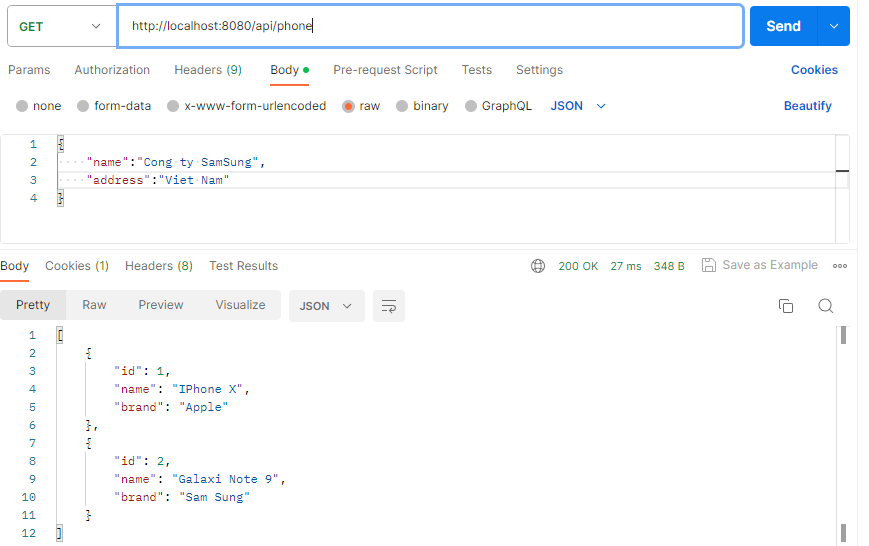 GET http://localhost:8080/api/phone Send
Params Authorization Headers (9) Body Pre-request Script Tests Settings Cookies
none form-data x-www-form-urlencoded raw binary GraphQL JSON Beautify
1 {
2 "name":"Cong ty SamSung",
3 "address":"Viet Nam"
4 }
Body Cookies (1) Headers (8) Test Results 200 OK 27 ms 348 B Save as Example
Pretty Raw Preview Visualize JSON
1 [
2 {
3 "id": 1,
4 "name": "IPhone X",
5 "brand": "Apple"
6 },
7 {
8 "id": 2,
9 "name": "Galaxi Note 9",
10 "brand": "Sam Sung"
11 }
12 ]